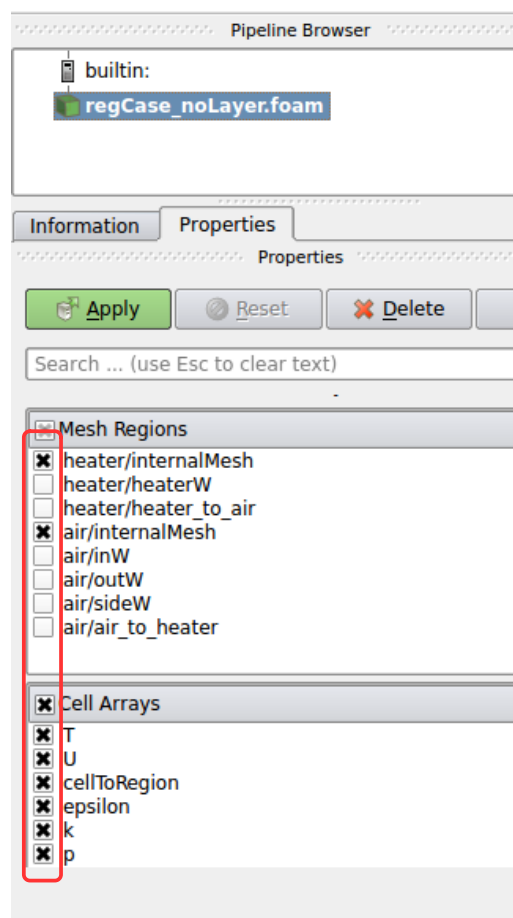 Pipeline Browser
builtin:
regCase_noLayer.foam
Information Properties
Properties
Apply Reset Delete
Search ... (use Esc to clear text)
Mesh Regions
heater/internalMesh
heater/heaterW
heater/heater_to_air
air/internalMesh
air/inW
air/outW
air/sideW
air/air_to_heater
Cell Arrays
T
U
cellToRegion
epsilon
k
p